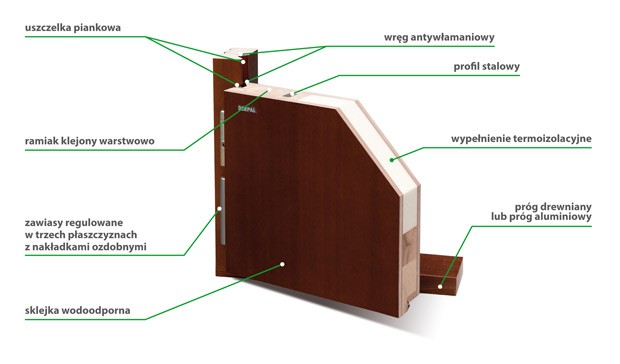 uszczelka piankowa
wręg antywłamaniowy
profil stalowy
ramiak klejony warstwowo
wypełnienie termoizolacyjne
zawiasy regulowane
w trzech płaszczyznach
z nakładkami ozdobnymi
próg drewniany
lub próg aluminiowy
sklejka wodoodporna